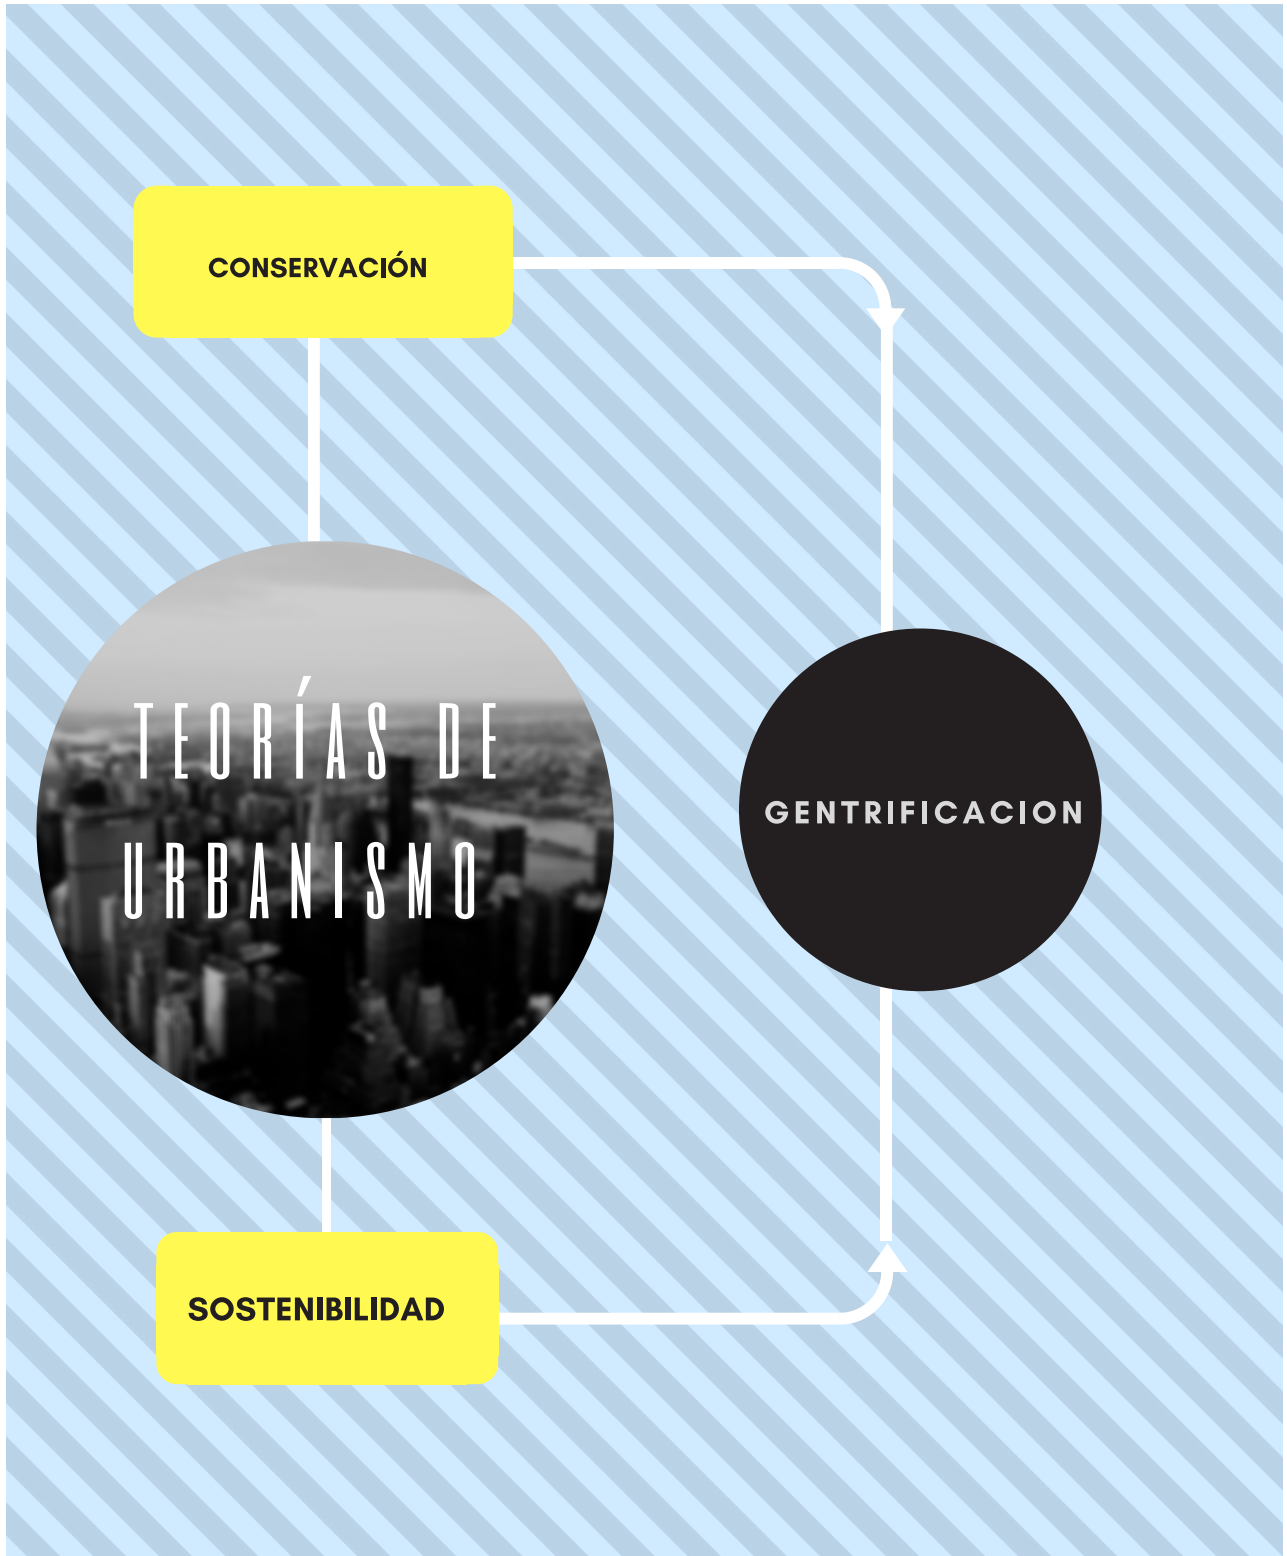 CONSERVACIÓN
TEORÍAS DE
URBANISMO
GENTRIFICACION
SOSTENIBILIDAD